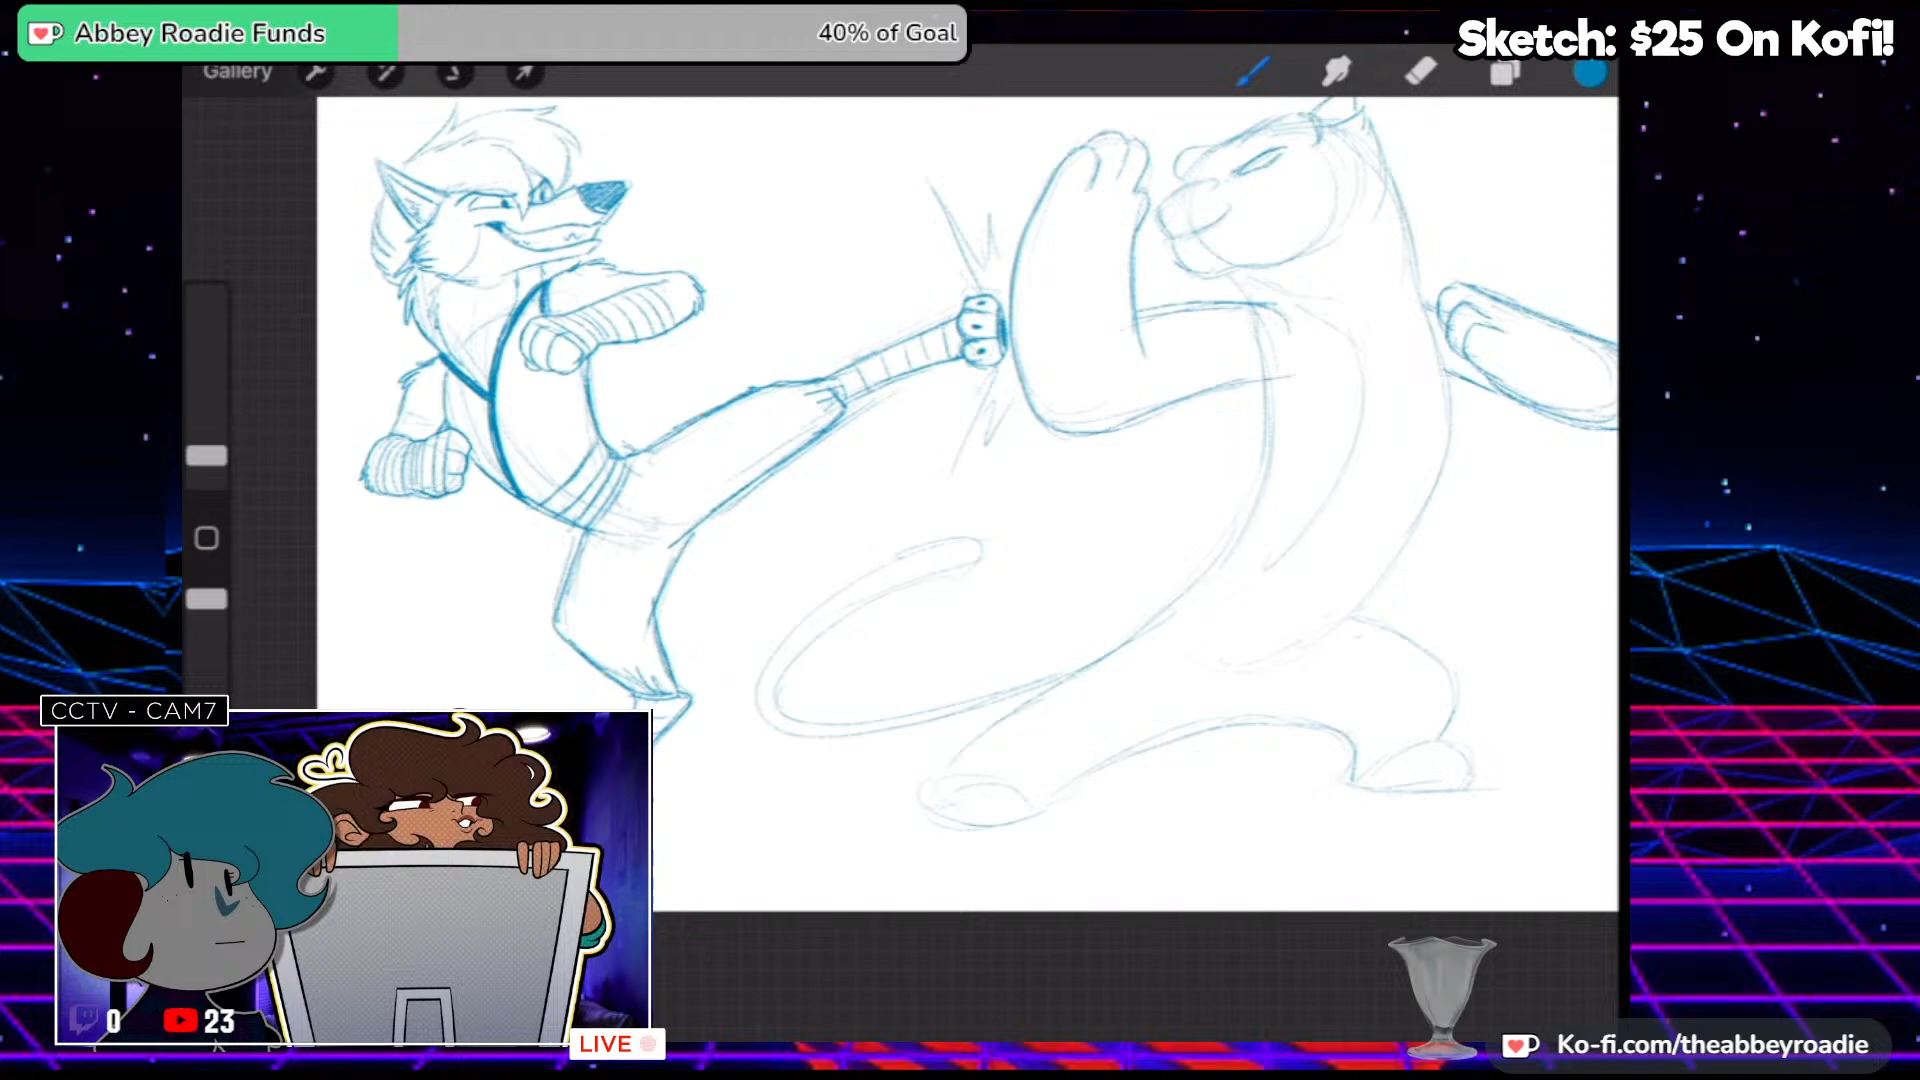 Abbey Roadie Funds
40% of Goal
Sketch: $25 On Kofi!
Gallery
CCTV - CAM7
0
23
LIVE
Ko-fi.com/theabbeyroadie